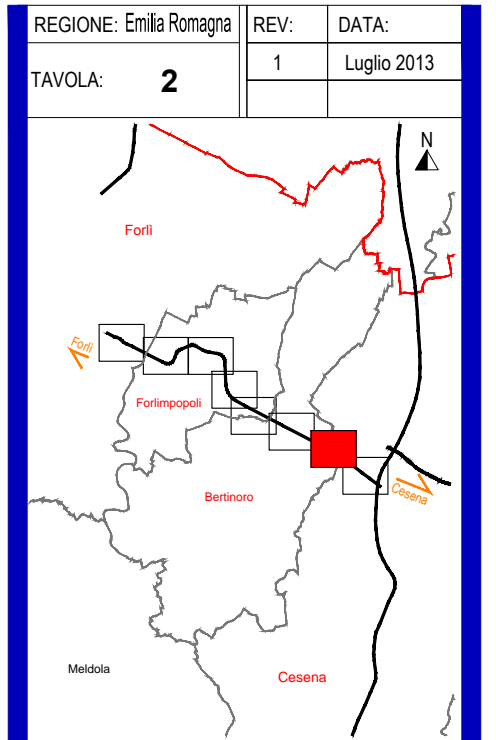 REGIONE: Emilia Romagna
REV:
DATA:
TAVOLA: 2
1
Luglio 2013
N
Forlì
Forlì
Forlimpopoli
Bertinoro
Cesena
Meldola
Cesena